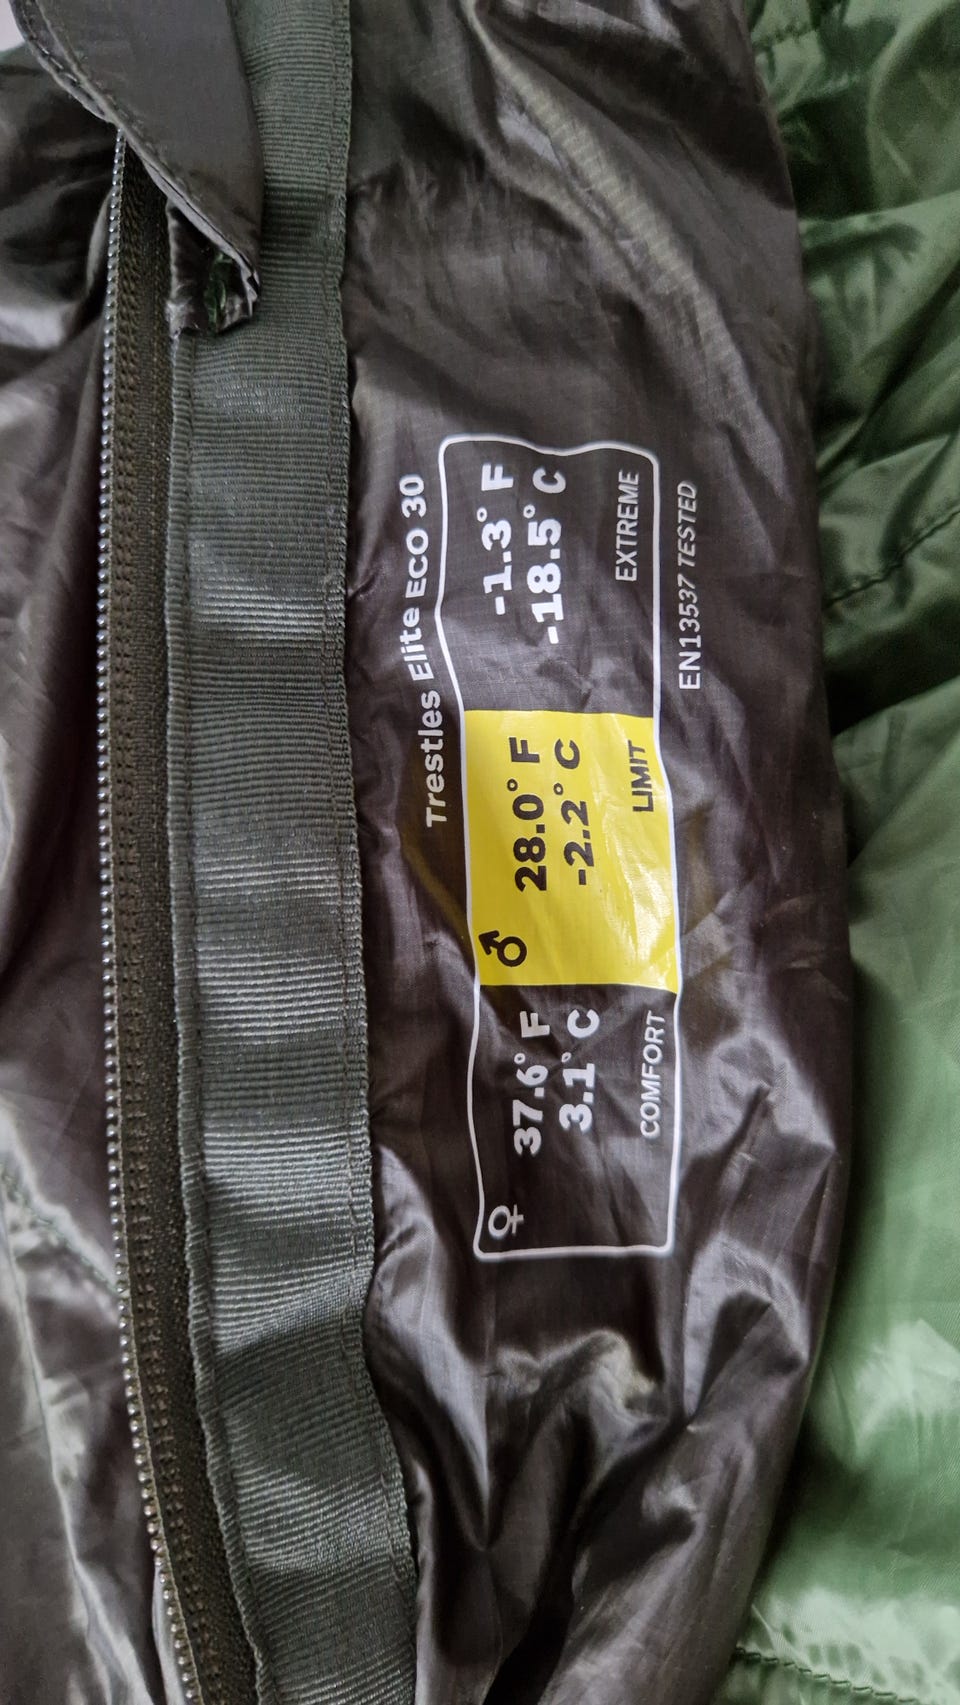 Trestles Elite ECO 30
♀ 37.6° F
3.1° C
COMFORT
♂ 28.0° F
-2.2° C
LIMIT
-1.3° F
-18.5° C
EXTREME
EN13537 TESTED